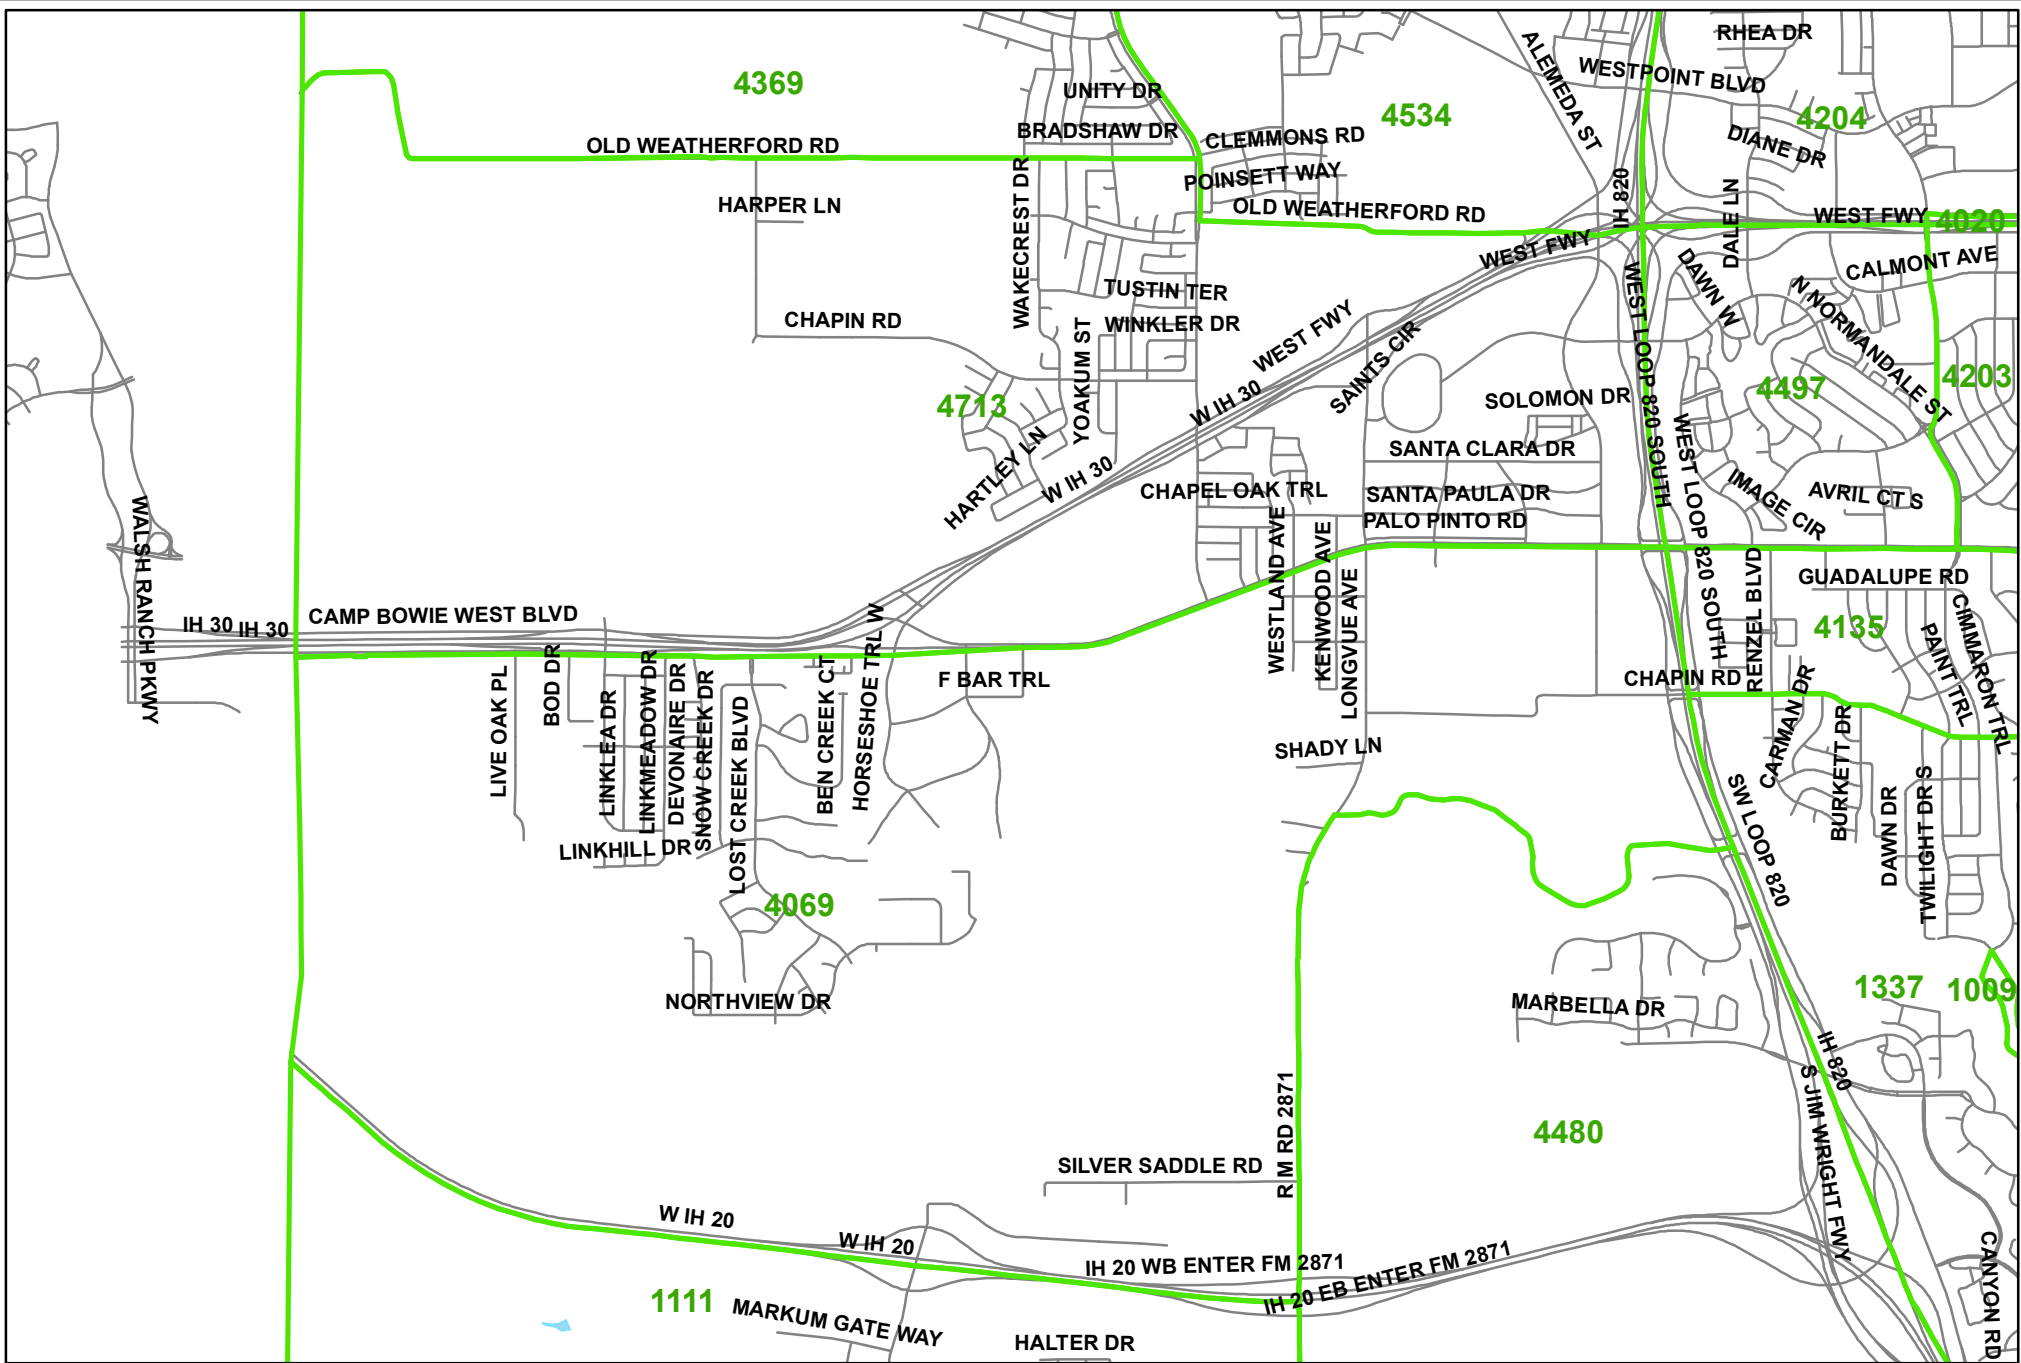 RHEA DR
ALEMEDA ST
WESTPOINT BLVD
4369
UNITY DR
4534
4204
BRADSHAW DR
CLEMMONS RD
DIANE DR
OLD WEATHERFORD RD
POINSETT WAY
HARPER LN
WAKECREST DR
OLD WEATHERFORD RD
IH 820
DALE LN
WEST FWY
4020
WEST FWY
CALMONT AVE
TUSTIN TER
DAWN W
N NORMANDALE ST
CHAPIN RD
WINKLER DR
WEST FWY
YOAKUM ST
SAINTS CIR
WEST LOOP 820 SOUTH
4203
4497
4713
W IH 30
SOLOMON DR
HARTLEY LN
W IH 30
SANTA CLARA DR
WEST LOOP 820 SOUTH
CHAPEL OAK TRL
SANTA PAULA DR
IMAGE CIR
AVRIL CT S
PALO PINTO RD
WALSH RANCH PKWY
WESTLAND AVE
KENWOOD AVE
LONGVUE AVE
RENZEL BLVD
GUADALUPE RD
CIMMARON TRL
4135
PAINT TRL
IH 30
IH 30
CAMP BOWIE WEST BLVD
HORSESHOE TRL W
F BAR TRL
CHAPIN RD
LIVE OAK PL
BOD DR
LINKLEA DR
LINKMEADOW DR
DEVONAIRE DR
SNOW CREEK DR
LOST CREEK BLVD
BEN CREEK CT
CARMAN DR
BURKETT DR
SHADY LN
SW LOOP 820
DAWN DR
TWILIGHT DR S
LINKHILL DR
4069
NORTHVIEW DR
MARBELLA DR
1337
1009
IH 820
S JIM WRIGHT FWY
R M RD 2871
4480
SILVER SADDLE RD
W IH 20
W IH 20
IH 20 WB ENTER FM 2871
IH 20 EB ENTER FM 2871
CANYON RD
1111
MARKUM GATE WAY
HALTER DR